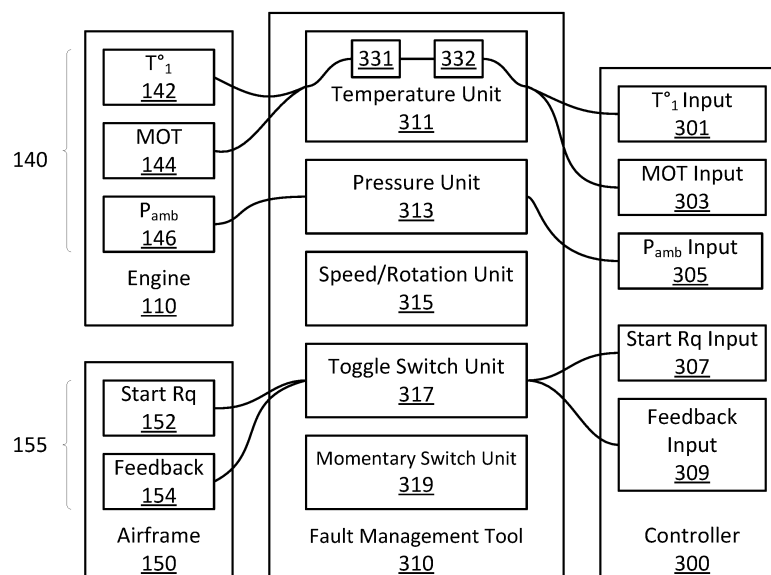 140
T°₁
142
MOT
144
Pamb
146
Engine
110
155
Start Rq
152
Feedback
154
Airframe
150
331
332
Temperature Unit
311
Pressure Unit
313
Speed/Rotation Unit
315
Toggle Switch Unit
317
Momentary Switch Unit
319
Fault Management Tool
310
T°₁ Input
301
MOT Input
303
Pamb Input
305
Start Rq Input
307
Feedback
Input
309
Controller
300